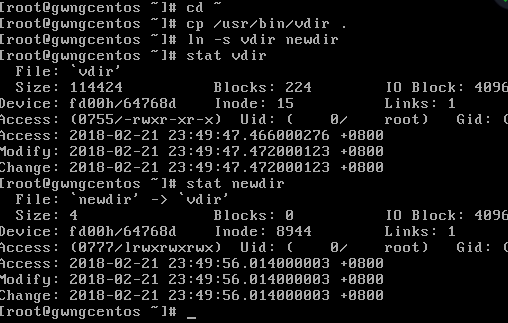 [root@gwngcentos ~]# cd ~
[root@gwngcentos ~]# cp /usr/bin/vdir .
[root@gwngcentos ~]# ln -s vdir newdir
[root@gwngcentos ~]# stat vdir
  File: `vdir'
  Size: 114424          Blocks: 224        IO Block: 4096
Device: fd00h/64768d    Inode: 15          Links: 1
Access: (0755/-rwxr-xr-x)  Uid: (    0/    root)   Gid: (
Access: 2018-02-21 23:49:47.466000276 +0800
Modify: 2018-02-21 23:49:47.472000123 +0800
Change: 2018-02-21 23:49:47.472000123 +0800
[root@gwngcentos ~]# stat newdir
  File: `newdir' -> `vdir'
  Size: 4               Blocks: 0          IO Block: 4096
Device: fd00h/64768d    Inode: 8944        Links: 1
Access: (0777/lrwxrwxrwx)  Uid: (    0/    root)   Gid: (
Access: 2018-02-21 23:49:56.014000003 +0800
Modify: 2018-02-21 23:49:56.014000003 +0800
Change: 2018-02-21 23:49:56.014000003 +0800
[root@gwngcentos ~]# _